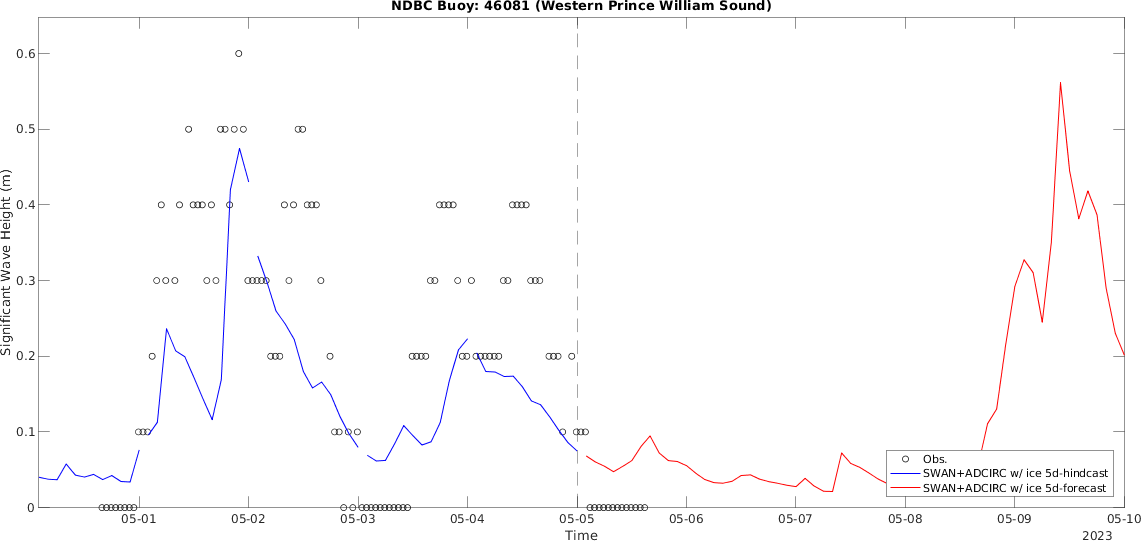 NDBC Buoy: 46081 (Western Prince William Sound)
Significant Wave Height (m)
0.6
0.5
0.4
0.3
0.2
0.1
0
Obs.
SWAN+ADCIRC w/ ice 5d-hindcast
SWAN+ADCIRC w/ ice 5d-forecast
05-01 05-02 05-03 05-04 05-05 05-06 05-07 05-08 05-09 05-10
Time
2023